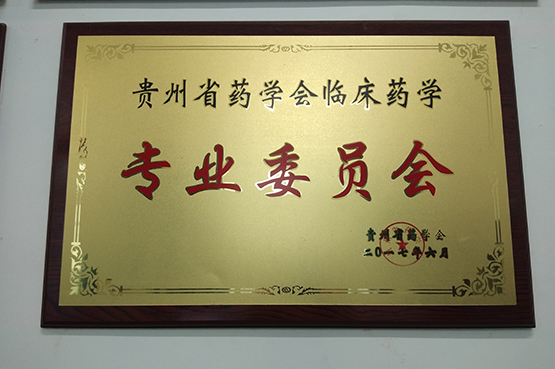 贵州省药学会临床药学
专业委员会
贵州省药学会
二〇一七年六月